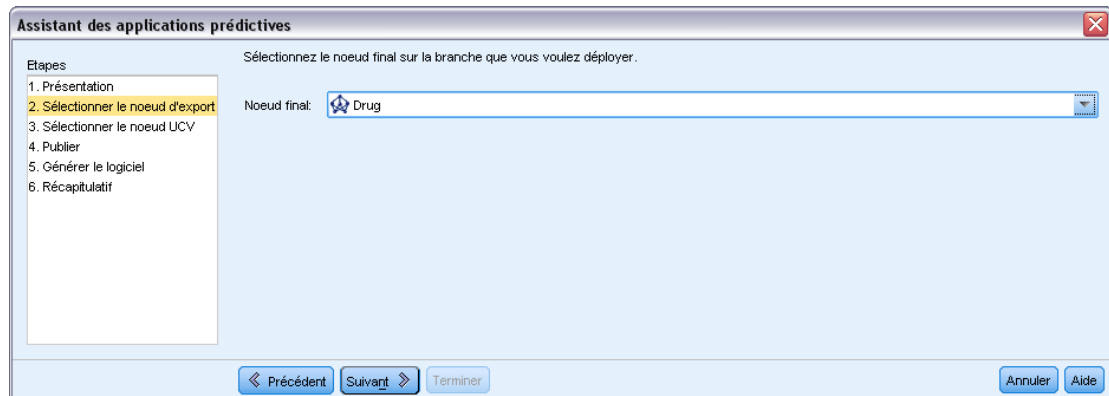 Assistant des applications prédictives
Etapes
1. Présentation
2. Sélectionner le noeud d'export
3. Sélectionner le noeud UCV
4. Publier
5. Générer le logiciel
6. Récapitulatif
Sélectionnez le noeud final sur la branche que vous voulez déployer.
Noeud final: Drug
Précédent Suivant Terminer Annuler Aide